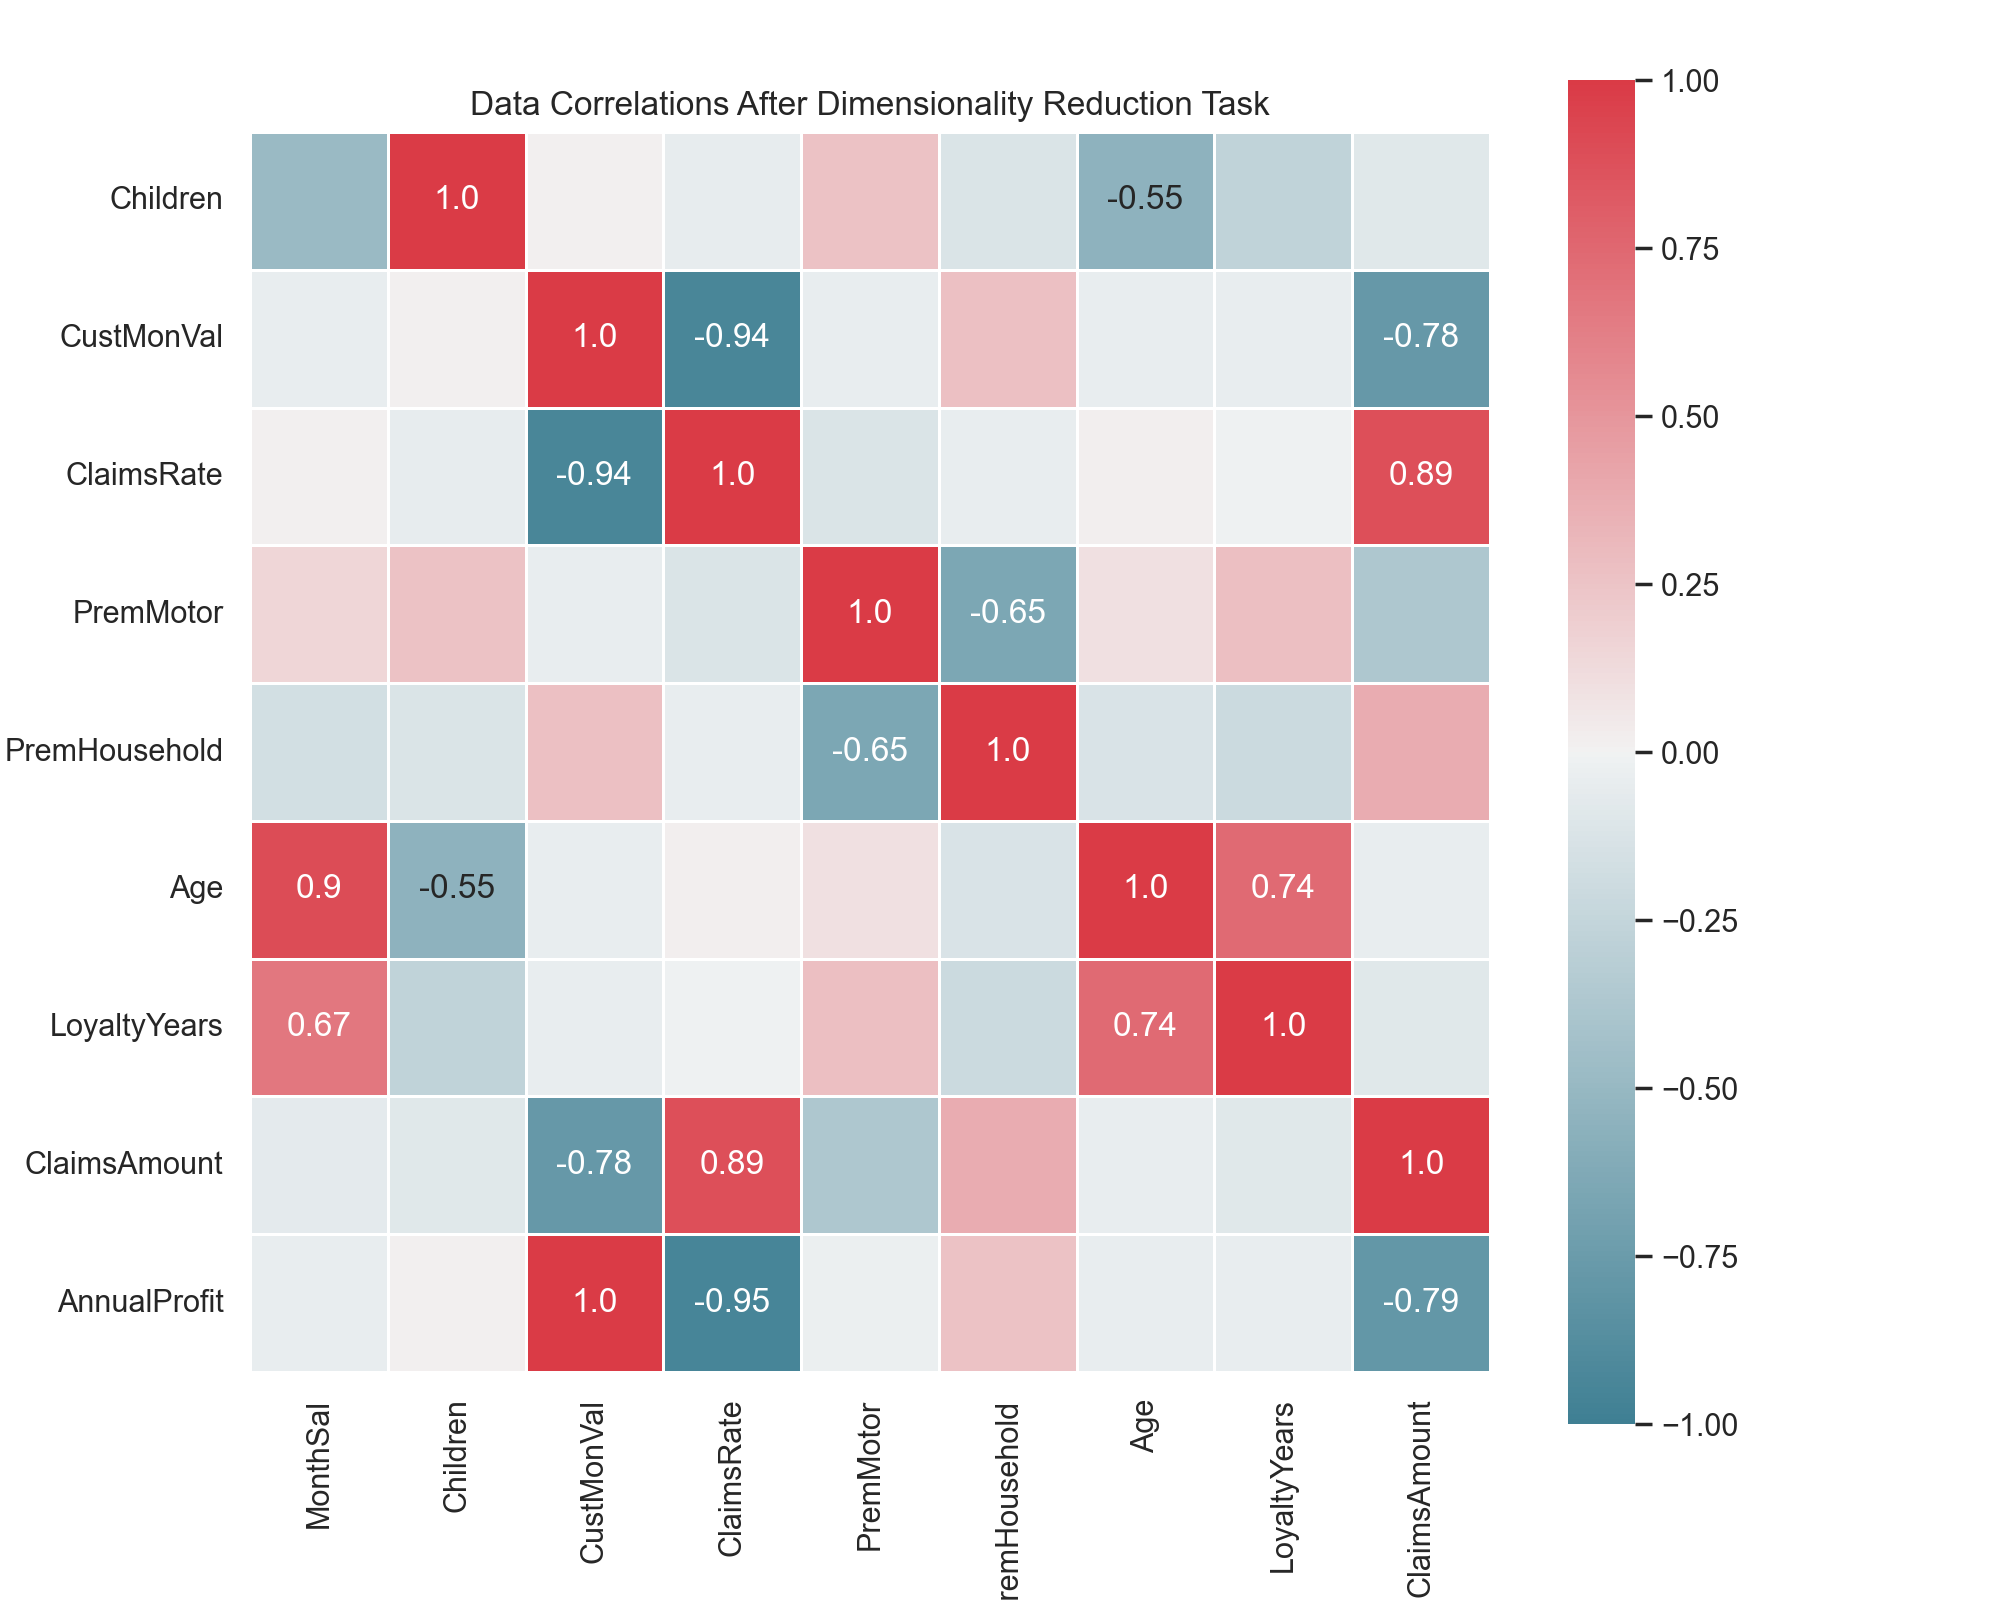 Data Correlations After Dimensionality Reduction Task
Children 1.0 -0.55
CustMonVal 1.0 -0.94 -0.78
ClaimsRate -0.94 1.0 0.89
PremMotor 1.0 -0.65
PremHousehold -0.65 1.0
Age 0.9 -0.55 1.0 0.74
LoyaltyYears 0.67 0.74 1.0
ClaimsAmount -0.78 0.89 1.0
AnnualProfit 1.0 -0.95 -0.79
MonthSal
Children
CustMonVal
ClaimsRate
PremMotor
remHousehold
Age
LoyaltyYears
ClaimsAmount
1.00
0.75
0.50
0.25
0.00
−0.25
−0.50
−0.75
−1.00